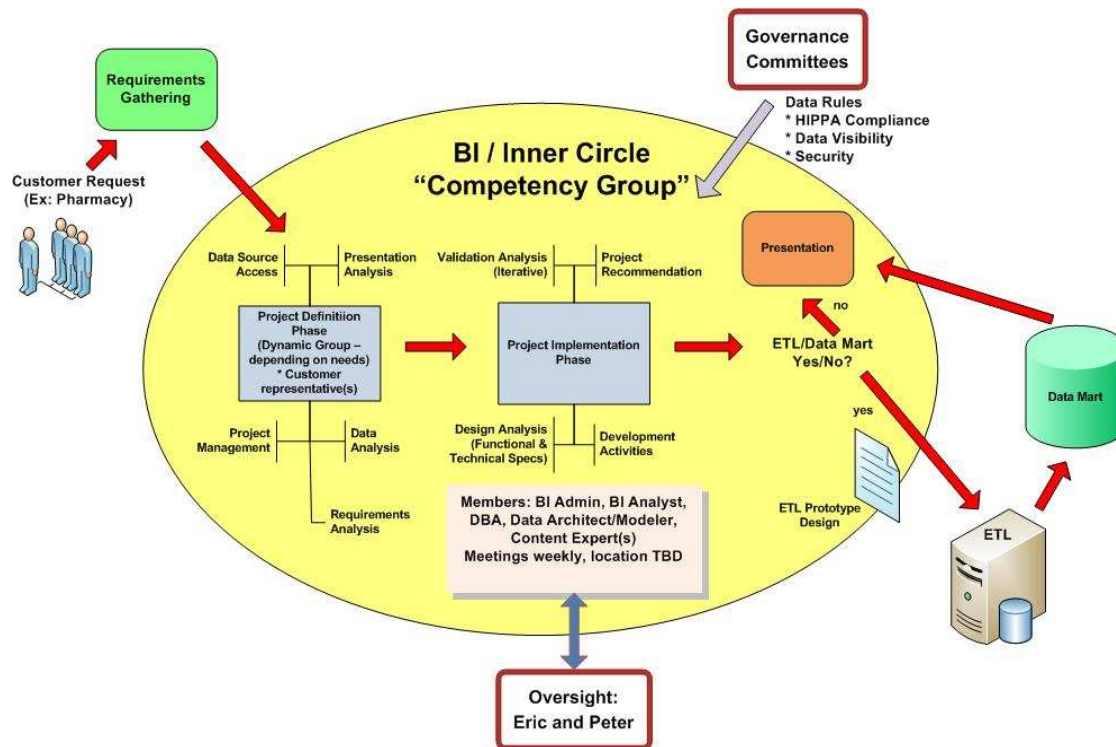 Governance
Committees
Requirements
Gathering
Data Rules
* HIPPA Compliance
* Data Visibility
* Security
BI / Inner Circle
“Competency Group”
Customer Request
(Ex: Pharmacy)
Data Source
Access
Presentation
Analysis
Validation Analysis
(Iterative)
Project
Recommendation
Presentation
Project Definitiion
Phase
(Dynamic Group –
depending on needs)
* Customer
representative(s)
Project Implementation
Phase
no
ETL/Data Mart
Yes/No?
Data Mart
yes
Project
Management
Data
Analysis
Design Analysis
(Functional &
Technical Specs)
Development
Activities
Requirements
Analysis
Members: BI Admin, BI Analyst,
DBA, Data Architect/Modeler,
Content Expert(s)
Meetings weekly, location TBD
ETL Prototype
Design
ETL
Oversight:
Eric and Peter